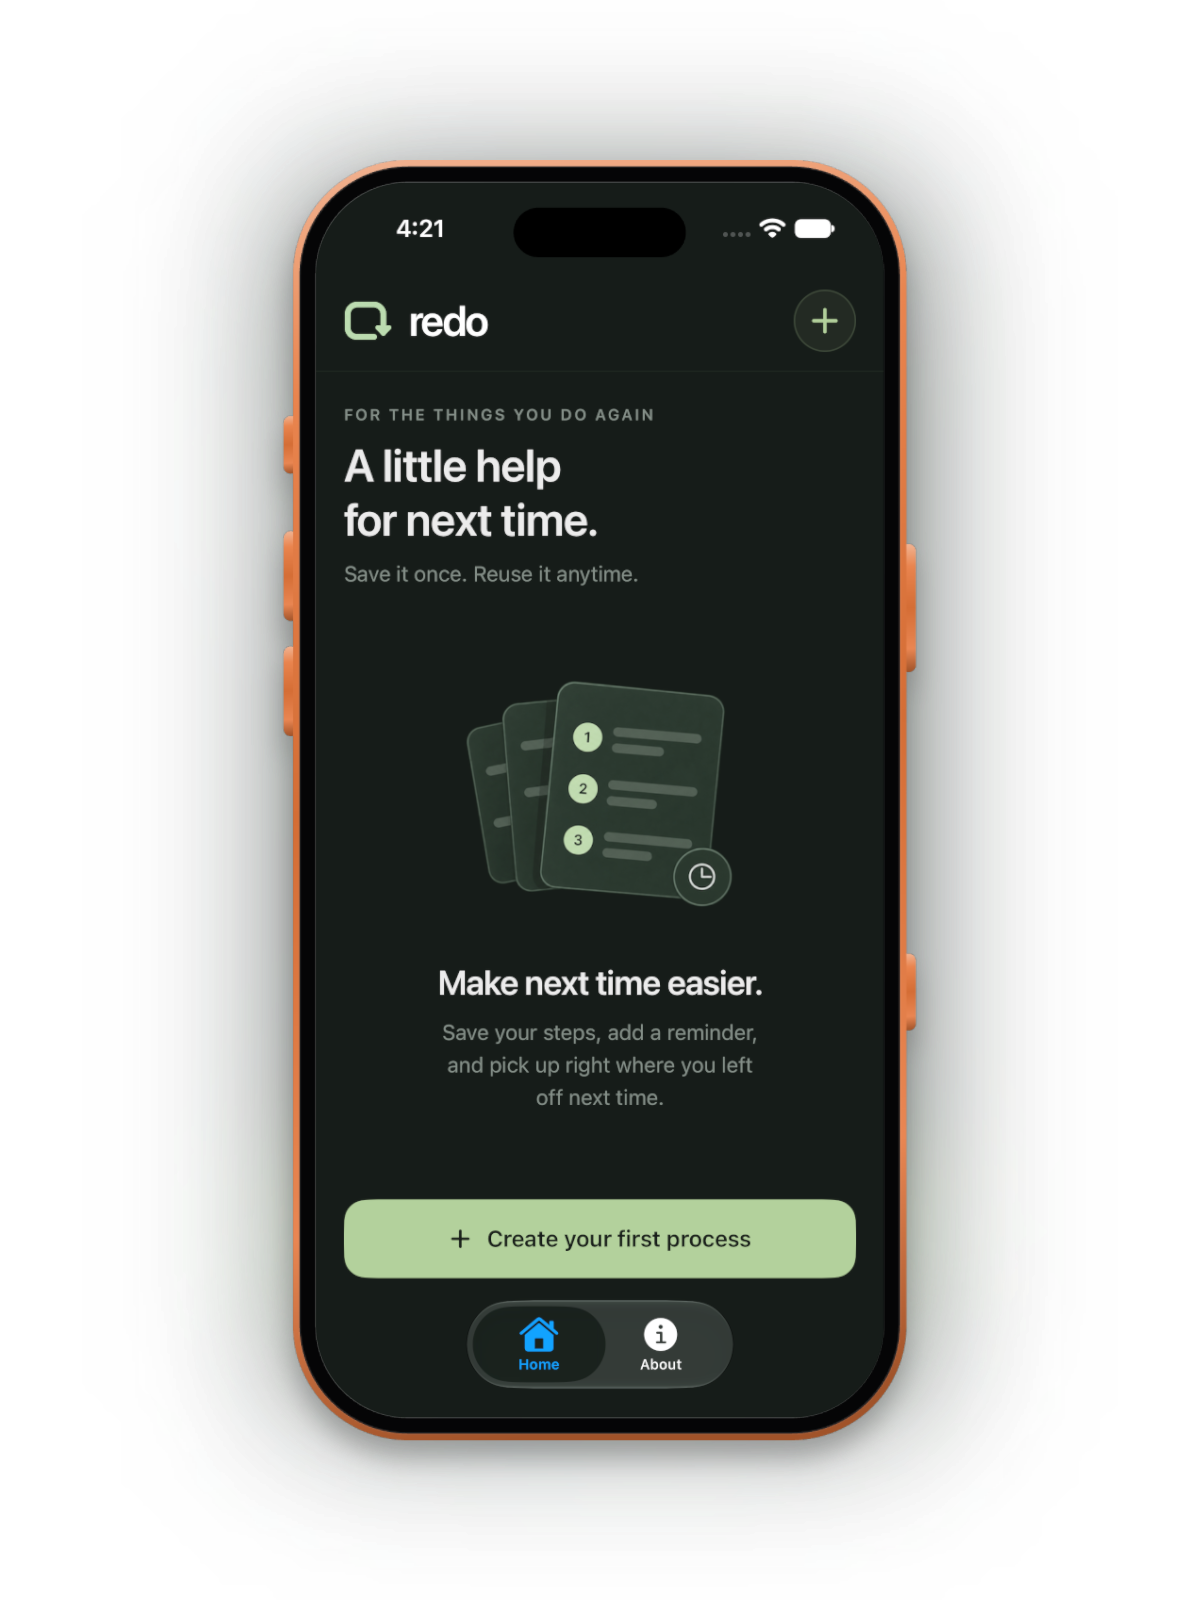 4:21
redo
FOR THE THINGS YOU DO AGAIN
A little help
for next time.
Save it once. Reuse it anytime.
1
2
3
Make next time easier.
Save your steps, add a reminder,
and pick up right where you left
off next time.
+ Create your first process
Home
About